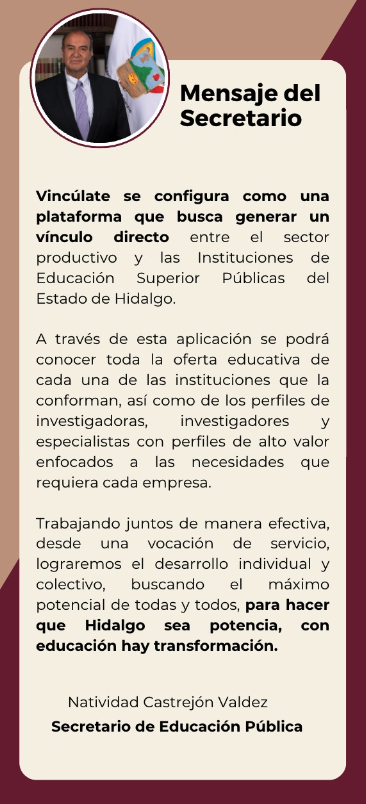 Mensaje del
Secretario
Vincúlate se configura como una
plataforma que busca generar un
vínculo directo entre el sector
productivo y las Instituciones de
Educación Superior Públicas del
Estado de Hidalgo.
A través de esta aplicación se podrá
conocer toda la oferta educativa de
cada una de las instituciones que la
conforman, así como de los perfiles de
investigadoras, investigadores y
especialistas con perfiles de alto valor
enfocados a las necesidades que
requiera cada empresa.
Trabajando juntos de manera efectiva,
desde una vocación de servicio,
lograremos el desarrollo individual y
colectivo, buscando el máximo
potencial de todas y todos, para hacer
que Hidalgo sea potencia, con
educación hay transformación.
Natividad Castrejón Valdez
Secretario de Educación Pública